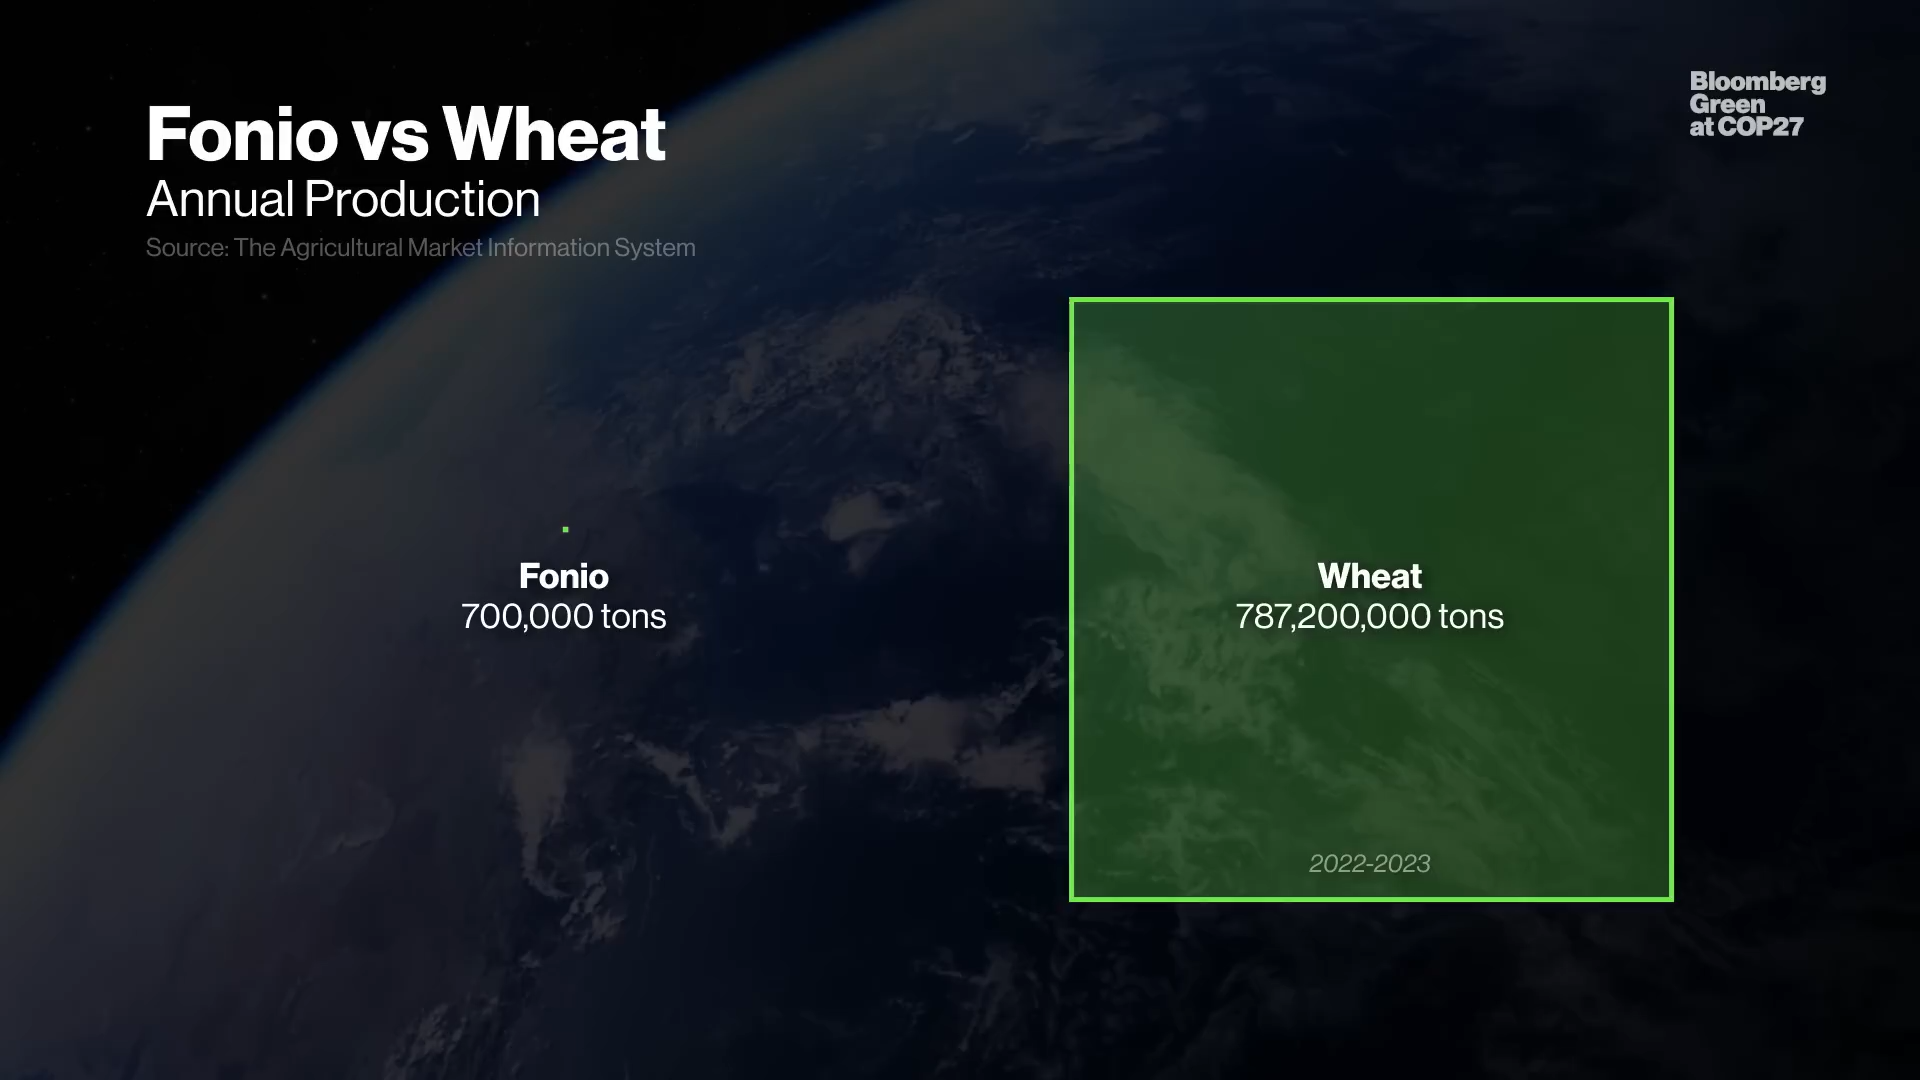 Fonio vs Wheat
Annual Production
Source: The Agricultural Market Information System
Bloomberg
Green
at COP27
Fonio
700,000 tons
Wheat
787,200,000 tons
2022-2023